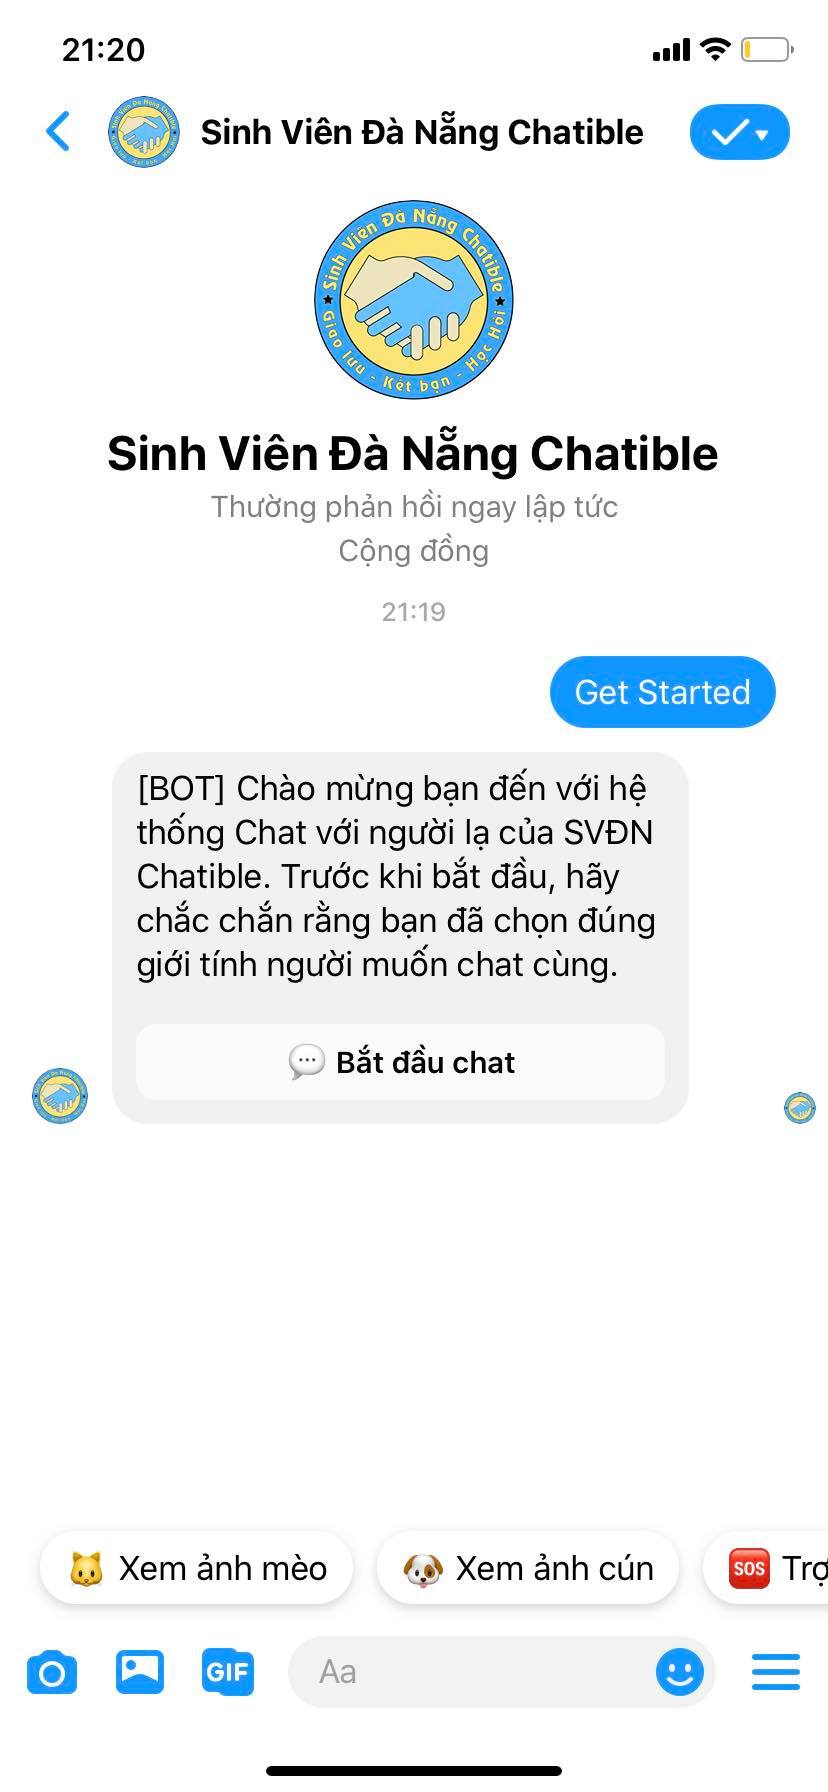 21:20
Sinh Viên Đà Nẵng Chatible
Sinh Viên Đà Nẵng Chatible
Giao lưu - Kết bạn - Học Hỏi
Sinh Viên Đà Nẵng Chatible
Thường phản hồi ngay lập tức
Cộng đồng
21:19
Get Started
[BOT] Chào mừng bạn đến với hệ
thống Chat với người lạ của SVĐN
Chatible. Trước khi bắt đầu, hãy
chắc chắn rằng bạn đã chọn đúng
giới tính người muốn chat cùng.
Bắt đầu chat
Xem ảnh mèo
Xem ảnh cún
SOS Trợ
GIF
Aa